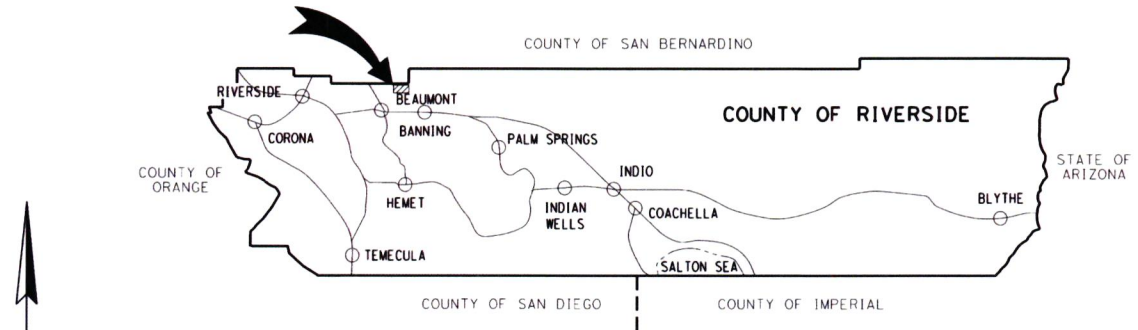 COUNTY OF SAN BERNARDINO
RIVERSIDE
BEAUMONT
COUNTY OF RIVERSIDE
CORONA
BANNING
PALM SPRINGS
STATE OF
ARIZONA
COUNTY OF
ORANGE
INDIO
HEMET
INDIAN
WELLS
COACHELLA
BLYTHE
TEMECULA
SALTON SEA
COUNTY OF SAN DIEGO
COUNTY OF IMPERIAL